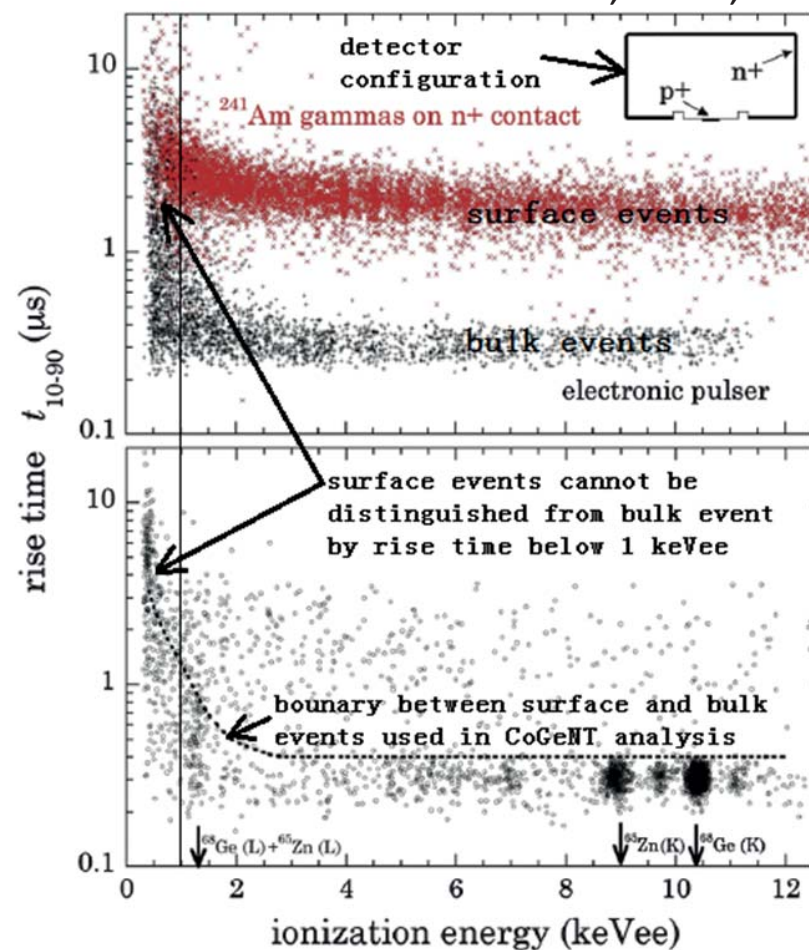 detector
configuration
n+
p+
²⁴¹Am gammas on n+ contact
10
surface events
1
bulk events
electronic pulser
0.1
rise time t₁₀₋₉₀ (μs)
surface events cannot be
distinguished from bulk event
by rise time below 1 keVee
10
1
bounary between surface and bulk
events used in CoGeNT analysis
⁶⁸Ge (L)+⁶⁵Zn (L)
⁶⁵Zn(K)
⁶⁸Ge (K)
0.1
0 2 4 6 8 10 12
ionization energy (keVee)